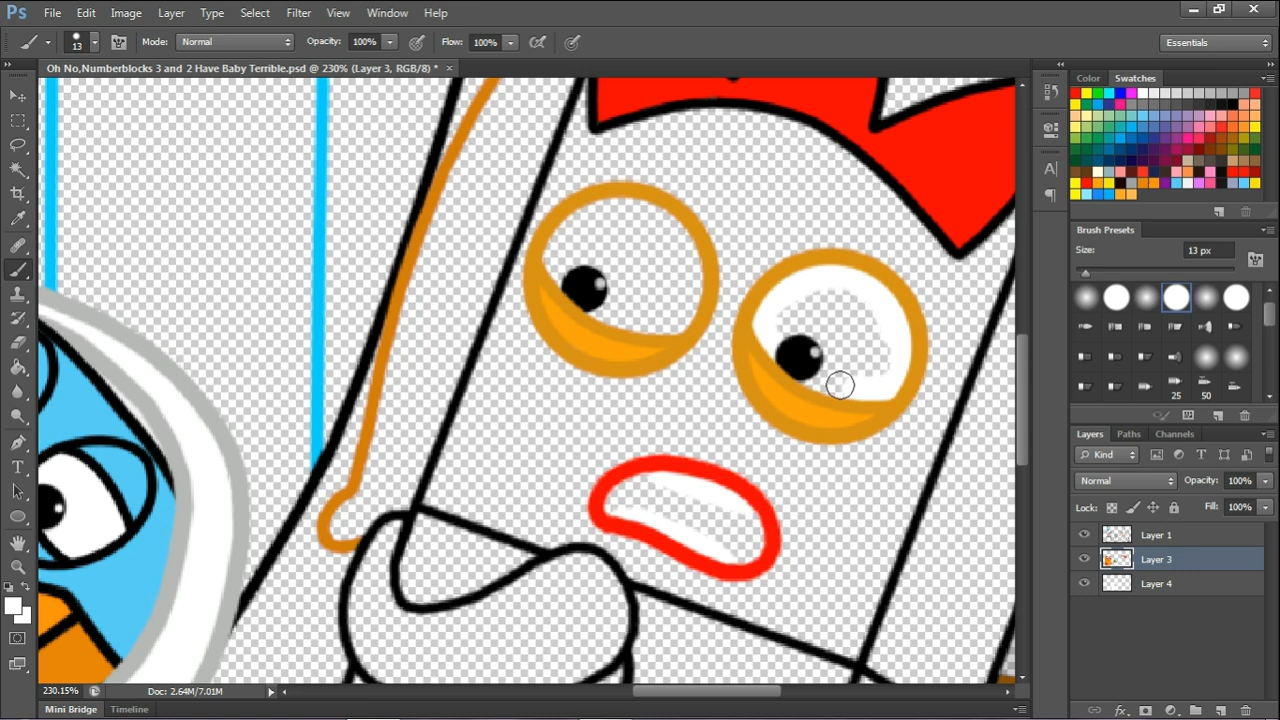 Ps File Edit Image Layer Type Select Filter View Window Help
13 Mode: Normal Opacity: 100% Flow: 100% Essentials
Oh No,Numberblocks 3 and 2 Have Baby Terrible.psd @ 230% (Layer 3, RGB/8) * ×
Color Swatches
Brush Presets
Size: 13 px
25 50
Layers Paths Channels
Kind
Normal Opacity: 100%
Lock: Fill: 100%
Layer 1
Layer 3
Layer 4
230.15% Doc: 2.64M/7.01M
Mini Bridge Timeline